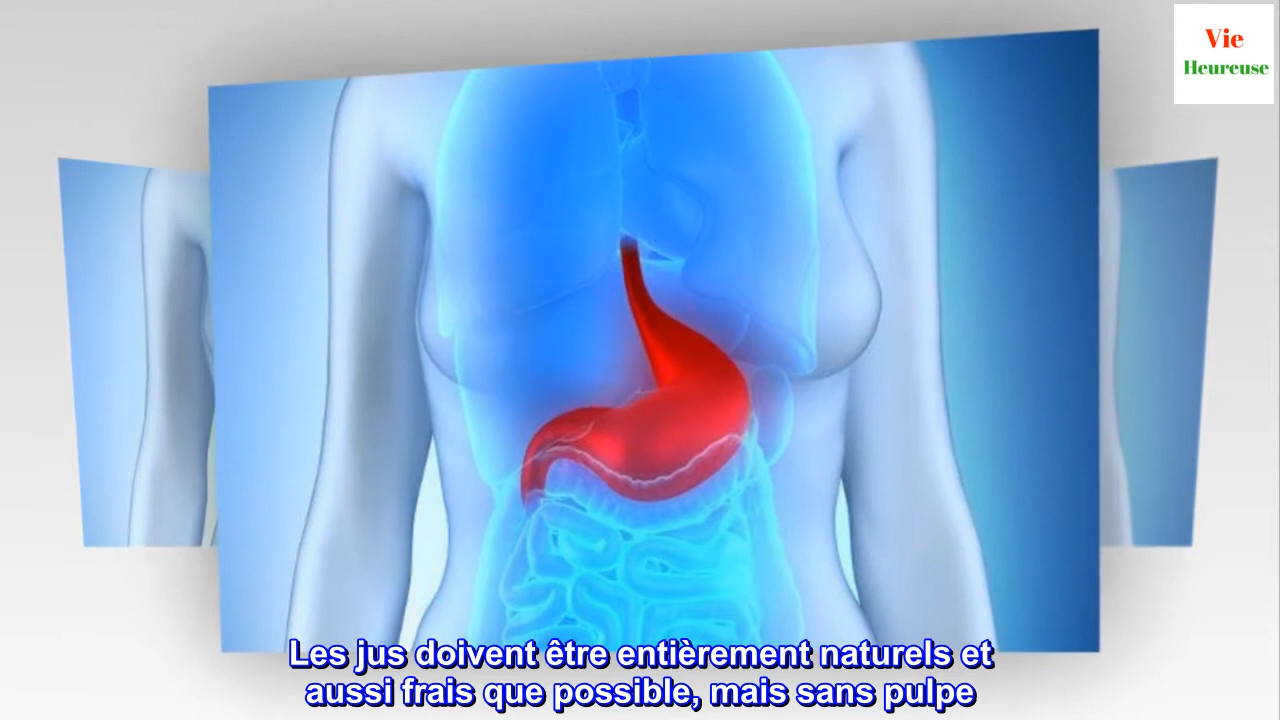 Vie
Heureuse
Les jus doivent être entièrement naturels et
aussi frais que possible, mais sans pulpe